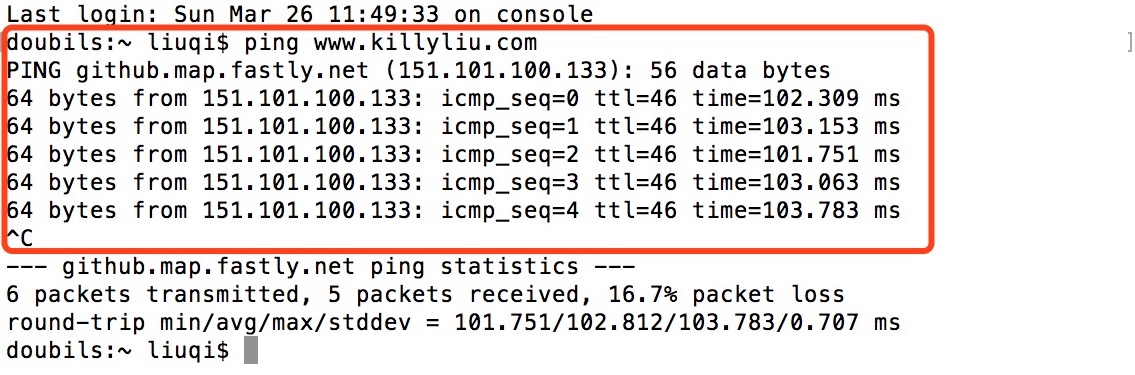 Last login: Sun Mar 26 11:49:33 on console
doubils:~ liuqi$ ping www.killyliu.com
PING github.map.fastly.net (151.101.100.133): 56 data bytes
64 bytes from 151.101.100.133: icmp_seq=0 ttl=46 time=102.309 ms
64 bytes from 151.101.100.133: icmp_seq=1 ttl=46 time=103.153 ms
64 bytes from 151.101.100.133: icmp_seq=2 ttl=46 time=101.751 ms
64 bytes from 151.101.100.133: icmp_seq=3 ttl=46 time=103.063 ms
64 bytes from 151.101.100.133: icmp_seq=4 ttl=46 time=103.783 ms
^C
--- github.map.fastly.net ping statistics ---
6 packets transmitted, 5 packets received, 16.7% packet loss
round-trip min/avg/max/stddev = 101.751/102.812/103.783/0.707 ms
doubils:~ liuqi$